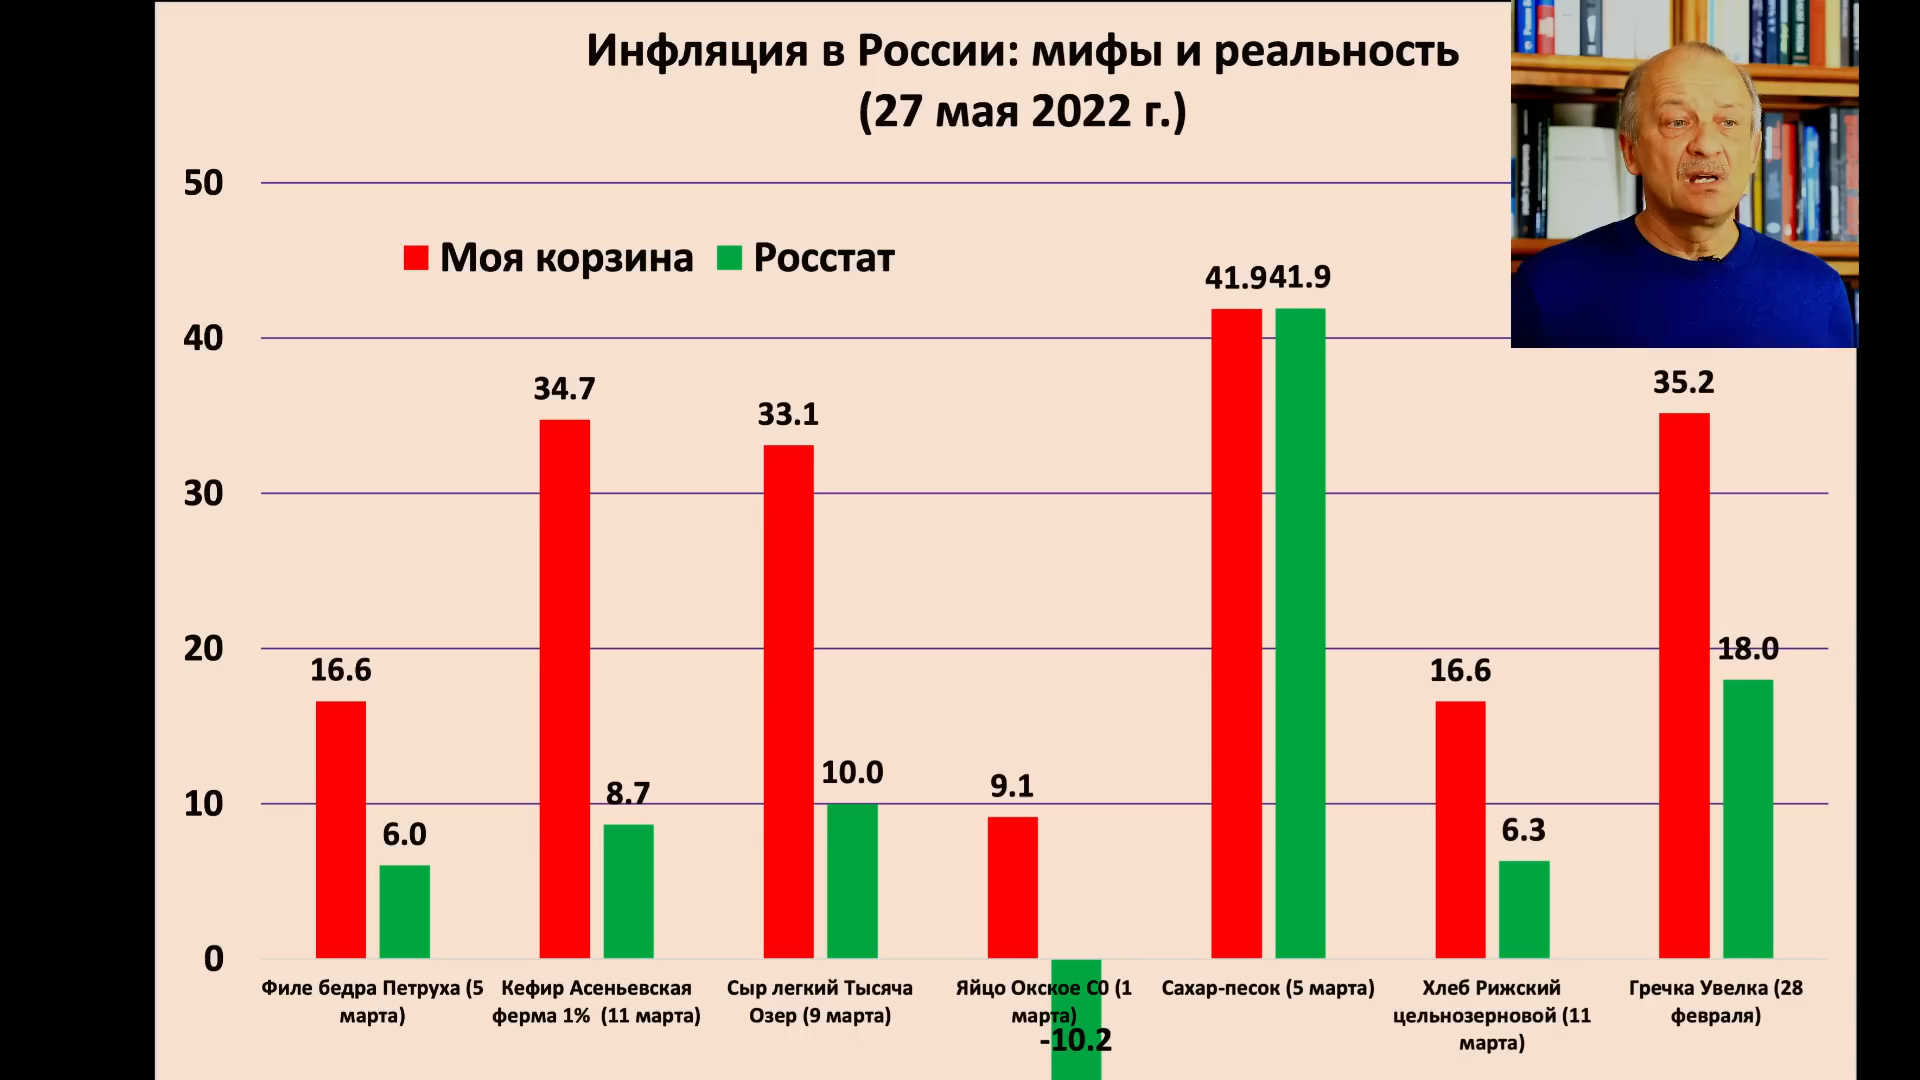 Инфляция в России: мифы и реальность
(27 мая 2022 г.)
50
Моя корзина Росстат
41.9 41.9
40
34.7
35.2
33.1
30
20
16.6
16.6
18.0
10
8.7
10.0
9.1
6.0
6.3
0
Филе бедра Петруха (5
марта)
Кефир Асеньевская
ферма 1% (11 марта)
Сыр легкий Тысяча
Озер (9 марта)
Яйцо Окское С0 (1
марта)
-10.2
Сахар-песок (5 марта)
Хлеб Рижский
цельнозерновой (11
марта)
Гречка Увелка (28
февраля)